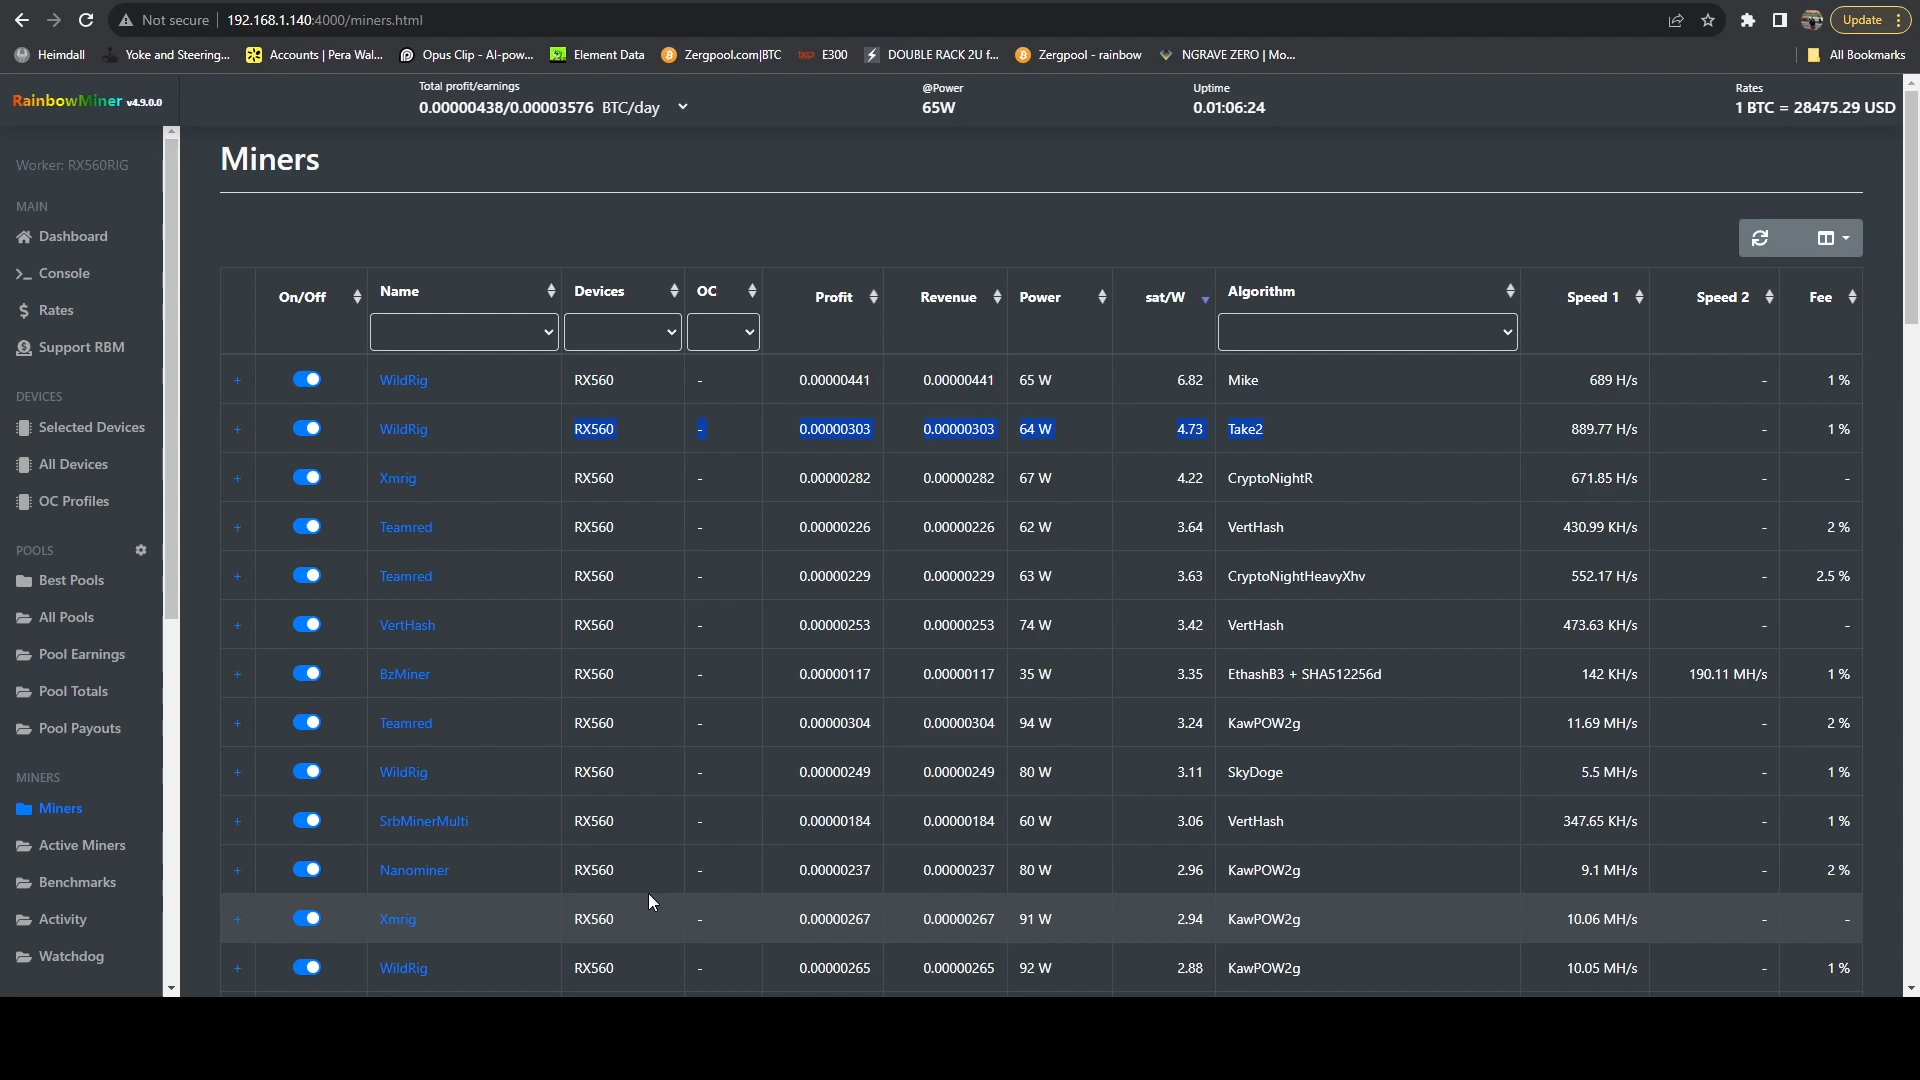 Not secure 192.168.1.140:4000/miners.html Update
Heimdall Yoke and Steering... Accounts | Pera Wal... Opus Clip - AI-pow... Element Data Zergpool.com|BTC E300 DOUBLE RACK 2U f... Zergpool - rainbow NGRAVE ZERO | Mo... All Bookmarks
RainbowMiner v4.9.0.0
Total profit/earnings @Power Uptime Rates
0.00000438/0.00003576 BTC/day 65W 0.01:06:24 1 BTC = 28475.29 USD
Worker: RX560RIG
MAIN
Dashboard
Console
Rates
Support RBM
DEVICES
Selected Devices
All Devices
OC Profiles
POOLS
Best Pools
All Pools
Pool Earnings
Pool Totals
Pool Payouts
MINERS
Miners
Active Miners
Benchmarks
Activity
Watchdog
Miners
On/Off Name Devices OC Profit Revenue Power sat/W Algorithm Speed 1 Speed 2 Fee
+ WildRig RX560 - 0.00000441 0.00000441 65 W 6.82 Mike 689 H/s - 1 %
+ WildRig RX560 - 0.00000303 0.00000303 64 W 4.73 Take2 889.77 H/s - 1 %
+ Xmrig RX560 - 0.00000282 0.00000282 67 W 4.22 CryptoNightR 671.85 H/s - -
+ Teamred RX560 - 0.00000226 0.00000226 62 W 3.64 VertHash 430.99 KH/s - 2 %
+ Teamred RX560 - 0.00000229 0.00000229 63 W 3.63 CryptoNightHeavyXhv 552.17 H/s - 2.5 %
+ VertHash RX560 - 0.00000253 0.00000253 74 W 3.42 VertHash 473.63 KH/s - -
+ BzMiner RX560 - 0.00000117 0.00000117 35 W 3.35 EthashB3 + SHA512256d 142 KH/s 190.11 MH/s 1 %
+ Teamred RX560 - 0.00000304 0.00000304 94 W 3.24 KawPOW2g 11.69 MH/s - 2 %
+ WildRig RX560 - 0.00000249 0.00000249 80 W 3.11 SkyDoge 5.5 MH/s - 1 %
+ SrbMinerMulti RX560 - 0.00000184 0.00000184 60 W 3.06 VertHash 347.65 KH/s - 1 %
+ Nanominer RX560 - 0.00000237 0.00000237 80 W 2.96 KawPOW2g 9.1 MH/s - 2 %
+ Xmrig RX560 - 0.00000267 0.00000267 91 W 2.94 KawPOW2g 10.06 MH/s - -
+ WildRig RX560 - 0.00000265 0.00000265 92 W 2.88 KawPOW2g 10.05 MH/s - 1 %